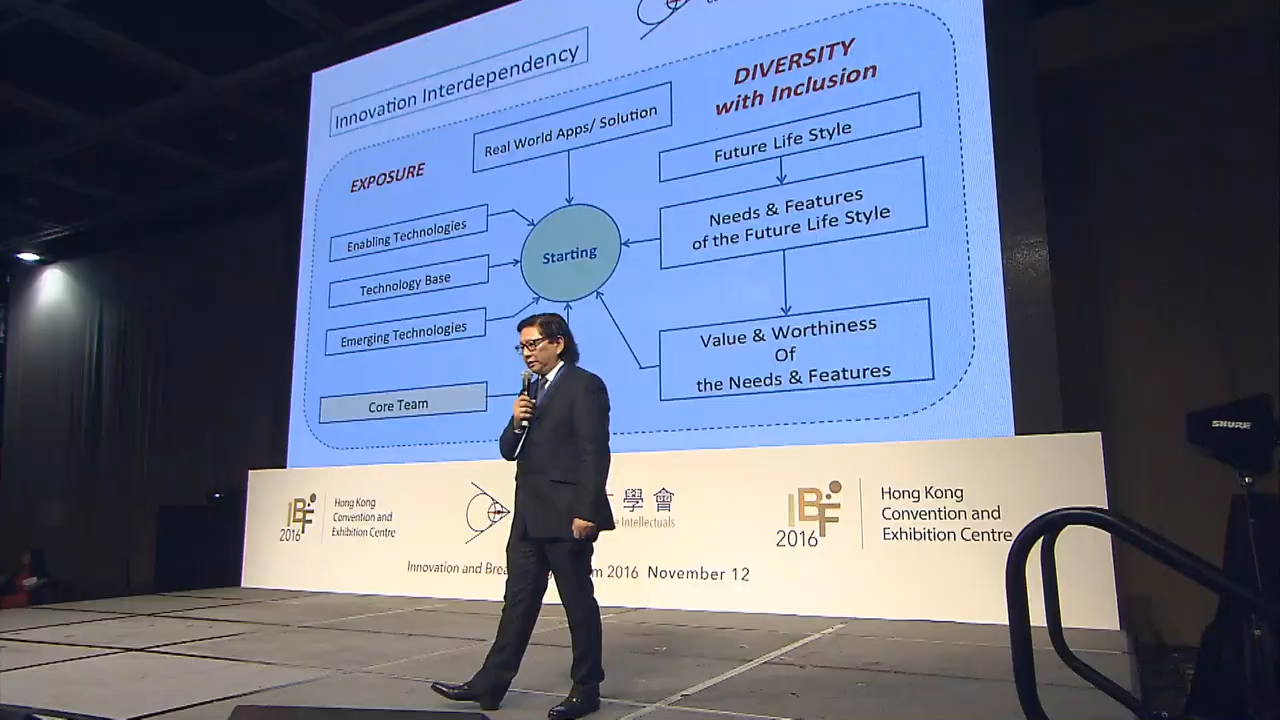 Innovation Interdependency
DIVERSITY
with Inclusion
Real World Apps/ Solution
Future Life Style
EXPOSURE
Needs & Features
of the Future Life Style
Enabling Technologies
Starting
Technology Base
Emerging Technologies
Value & Worthiness
Of
the Needs & Features
Core Team
IBF
2016
Hong Kong
Convention and
Exhibition Centre
學會
Intellectuals
IBF
2016
Hong Kong
Convention and
Exhibition Centre
Innovation and 2016 November 12
SHURE